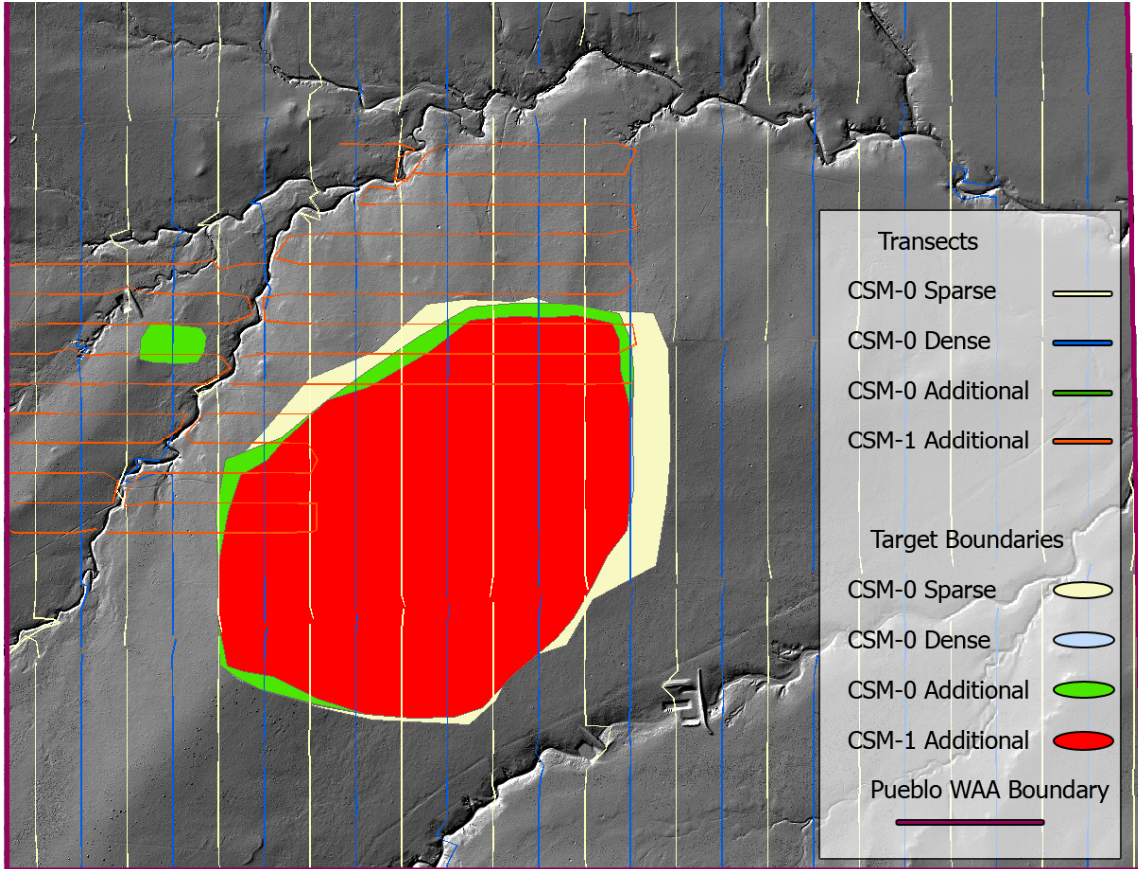 Transects
CSM-0 Sparse
CSM-0 Dense
CSM-0 Additional
CSM-1 Additional
Target Boundaries
CSM-0 Sparse
CSM-0 Dense
CSM-0 Additional
CSM-1 Additional
Pueblo WAA Boundary